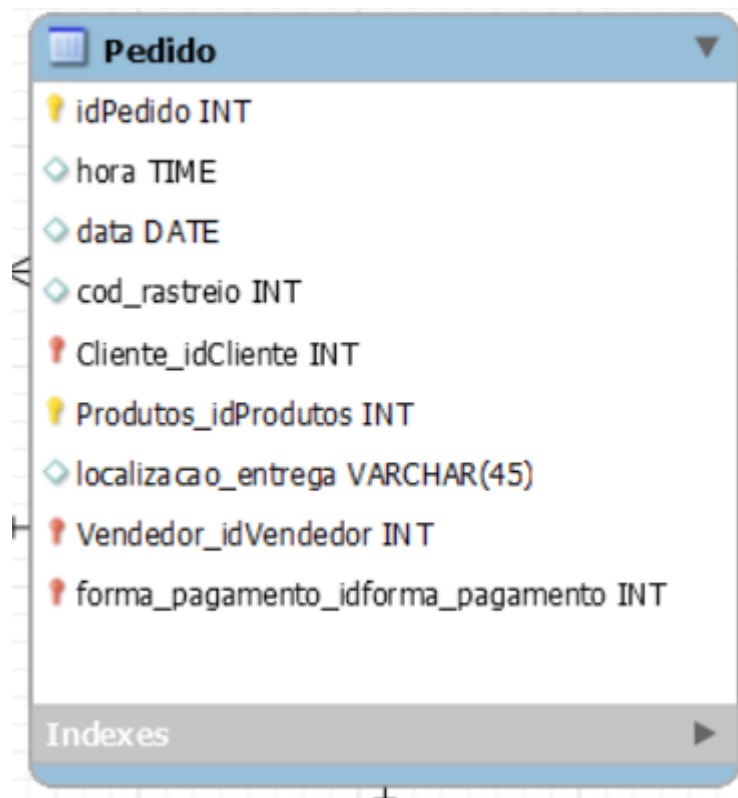 Pedido
idPedido INT
hora TIME
data DATE
cod_rastreio INT
Cliente_idCliente INT
Produtos_idProdutos INT
localizacao_entrega VARCHAR(45)
Vendedor_idVendedor INT
forma_pagamento_idforma_pagamento INT
Indexes